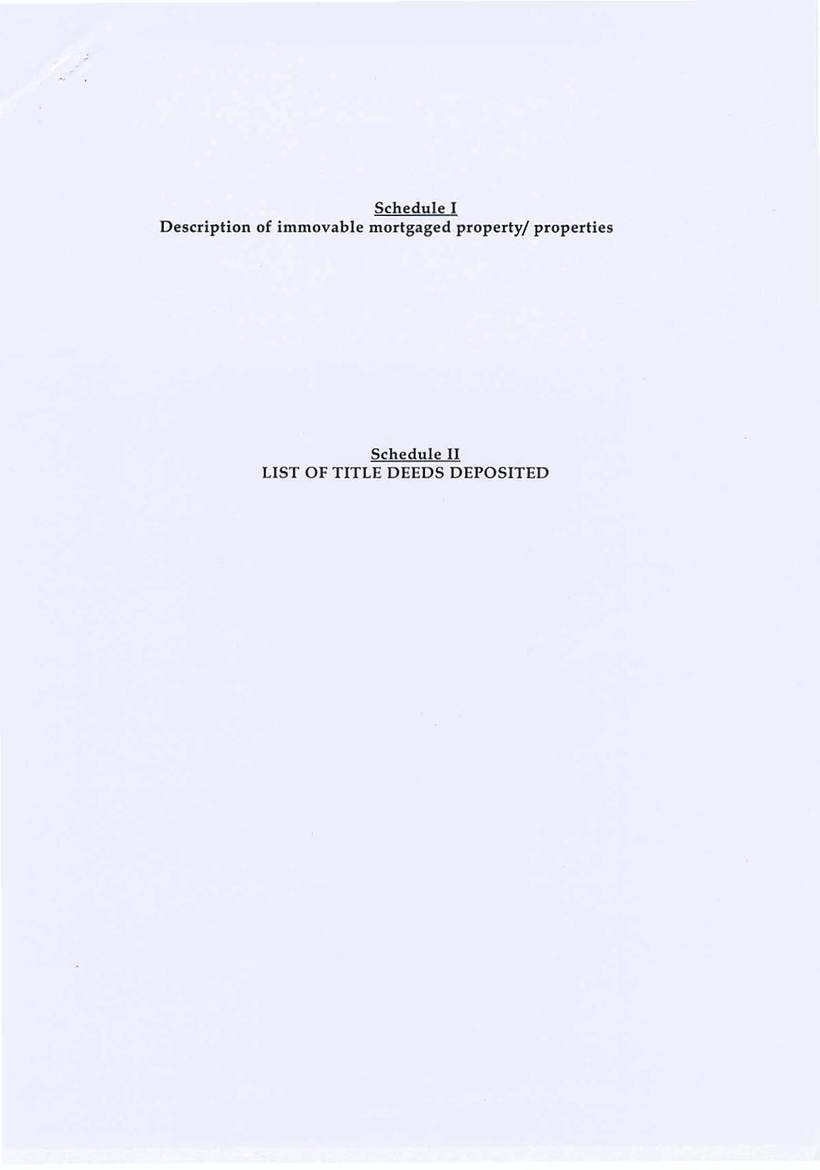 Schedule I
Description of immovable mortgaged property/ properties
Schedule II
LIST OF TITLE DEEDS DEPOSITED